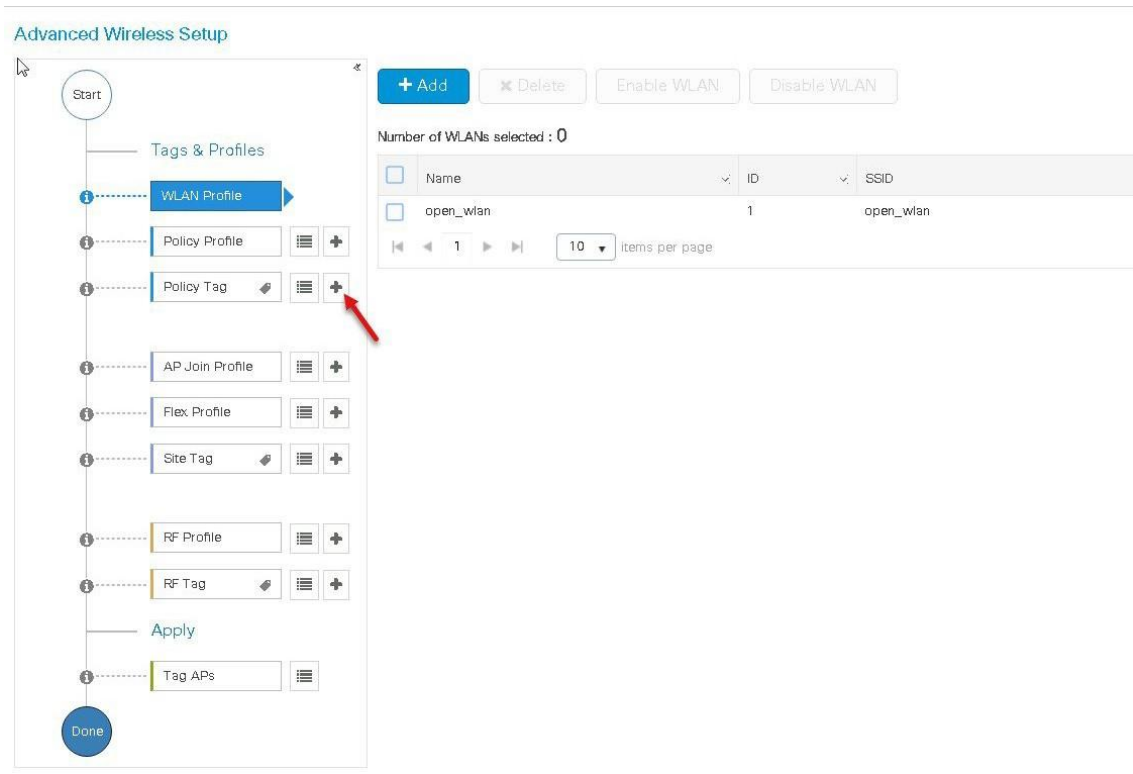 Advanced Wireless Setup
Start
Tags & Profiles
WLAN Profile
Policy Profile
Policy Tag
AP Join Profile
Flex Profile
Site Tag
RF Profile
RF Tag
Apply
Tag APs
Done
Add
Delete
Enable WLAN
Disable WLAN
Number of WLANs selected : 0
Name ID SSID
open_wlan 1 open_wlan
1 10 items per page